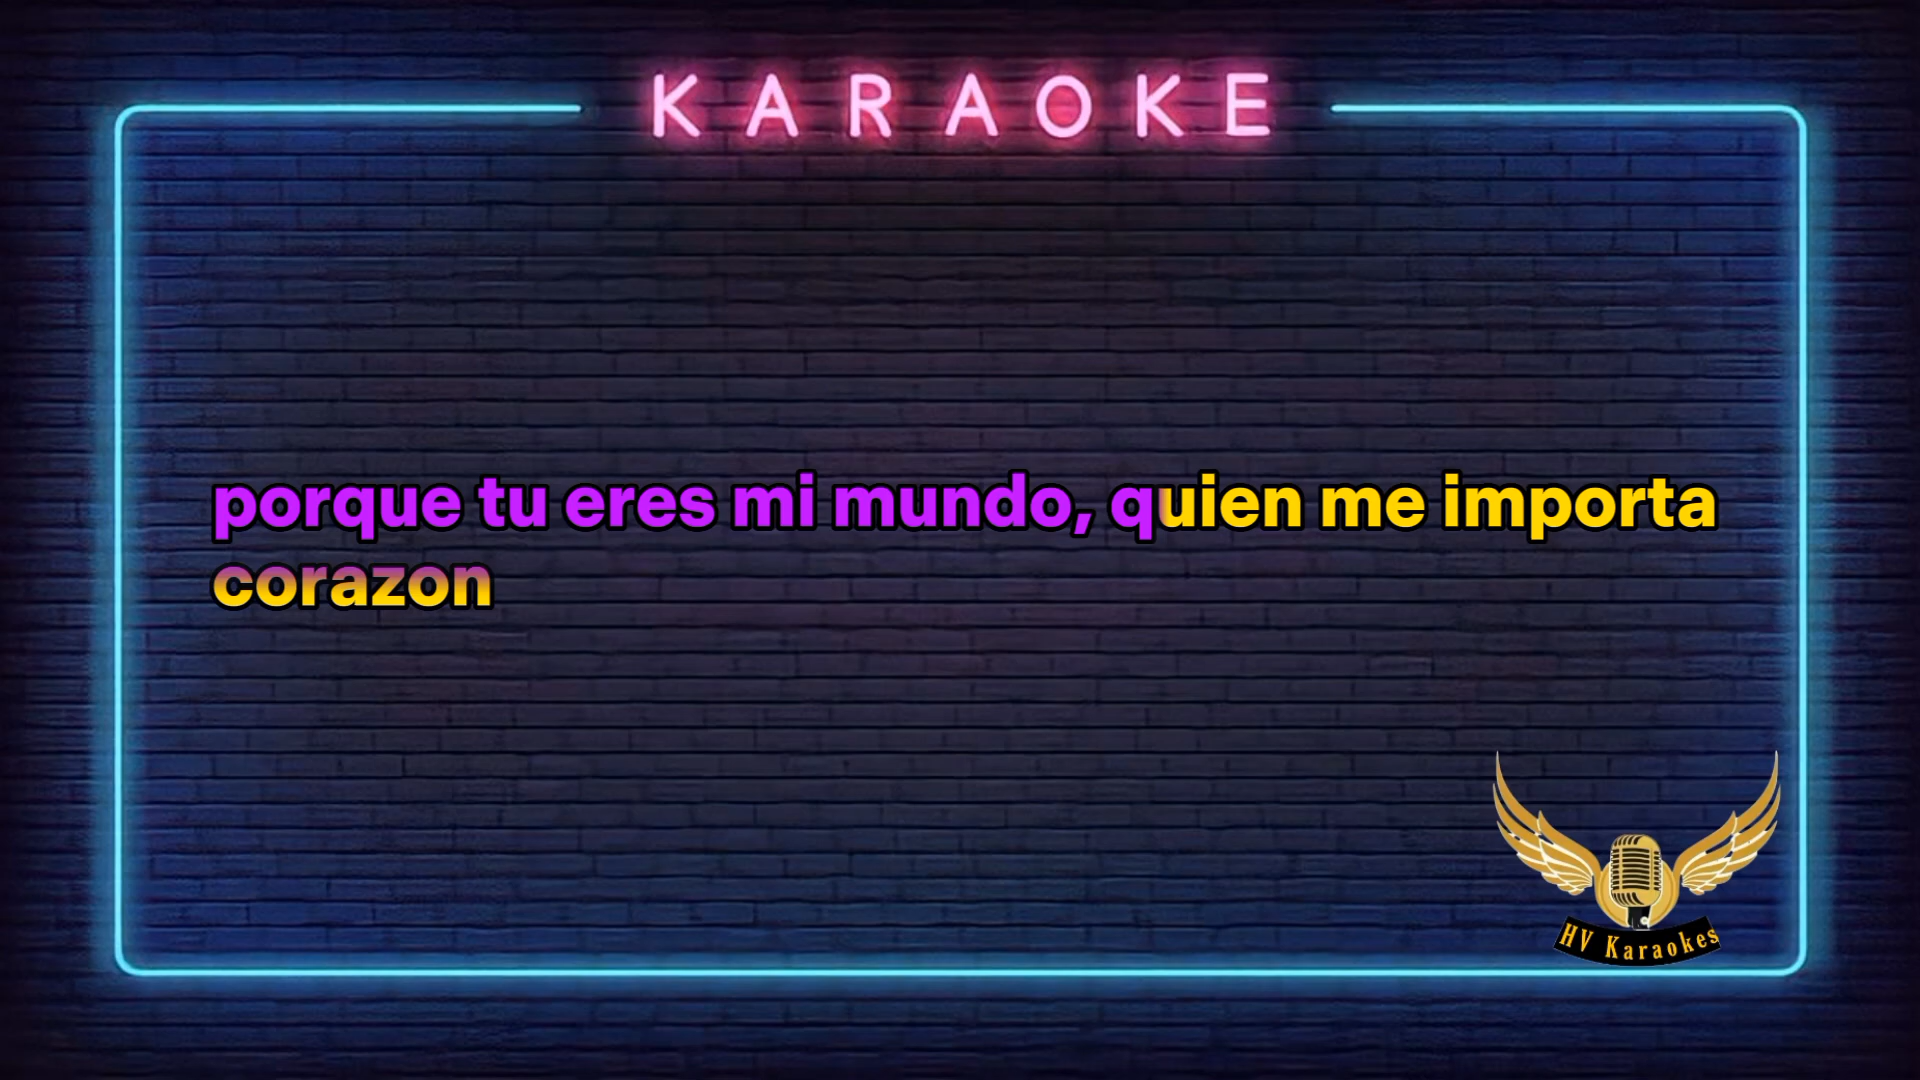 KARAOKE
porque tu eres mi mundo, quien me importa
corazon
HV Karaokes